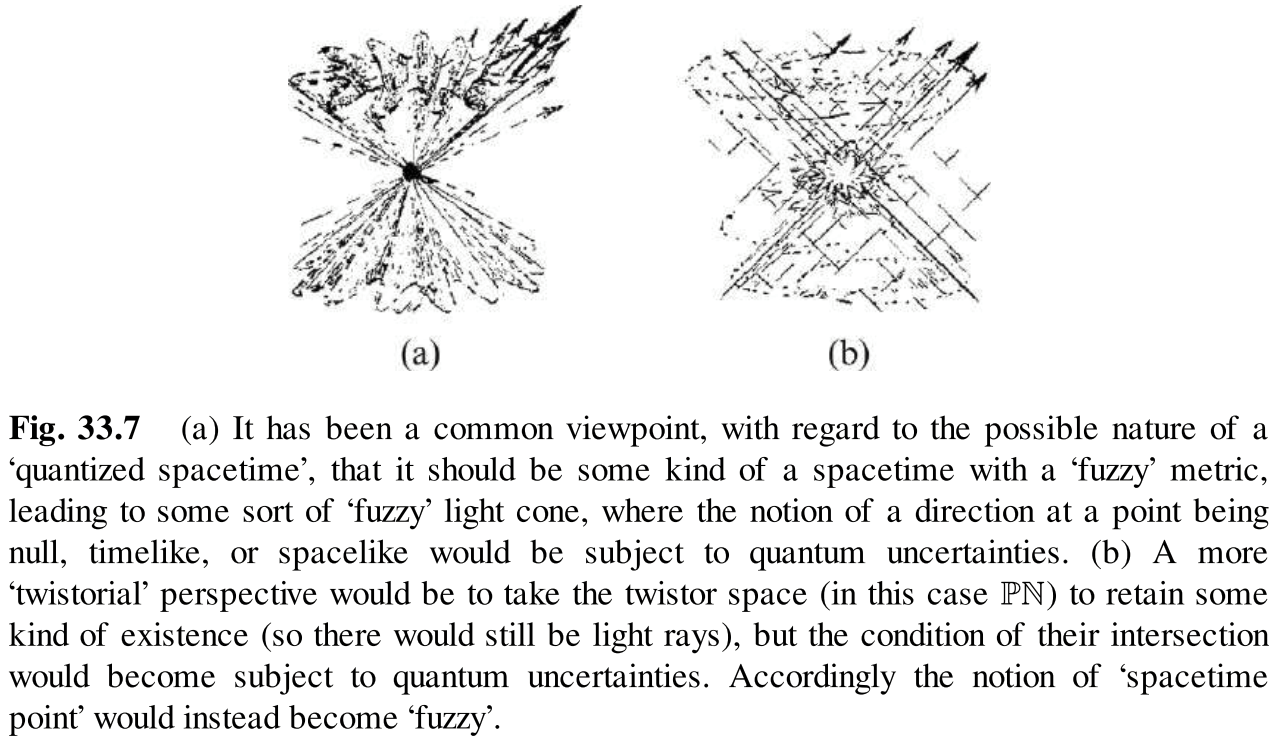 (a)
(b)
Fig. 33.7 (a) It has been a common viewpoint, with regard to the possible nature of a
‘quantized spacetime’, that it should be some kind of a spacetime with a ‘fuzzy’ metric,
leading to some sort of ‘fuzzy’ light cone, where the notion of a direction at a point being
null, timelike, or spacelike would be subject to quantum uncertainties. (b) A more
‘twistorial’ perspective would be to take the twistor space (in this case ℙℕ) to retain some
kind of existence (so there would still be light rays), but the condition of their intersection
would become subject to quantum uncertainties. Accordingly the notion of ‘spacetime
point’ would instead become ‘fuzzy’.